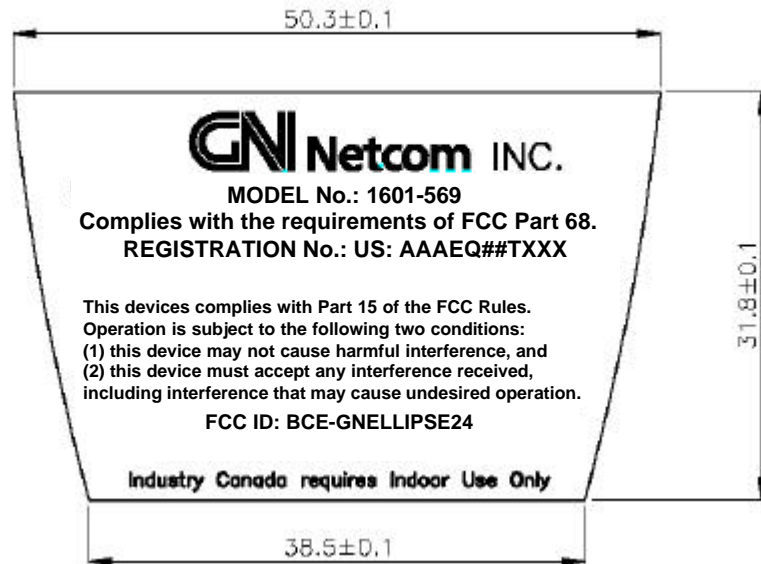 50.3±0.1
GN Netcom INC.
MODEL No.: 1601-569
Complies with the requirements of FCC Part 68.
REGISTRATION No.: US: AAAEQ##TXXX
31.8±0.1
This devices complies with Part 15 of the FCC Rules.
Operation is subject to the following two conditions:
(1) this device may not cause harmful interference, and
(2) this device must accept any interference received,
including interference that may cause undesired operation.
FCC ID: BCE-GNELLIPSE24
Industry Canada requires Indoor Use Only
38.5±0.1